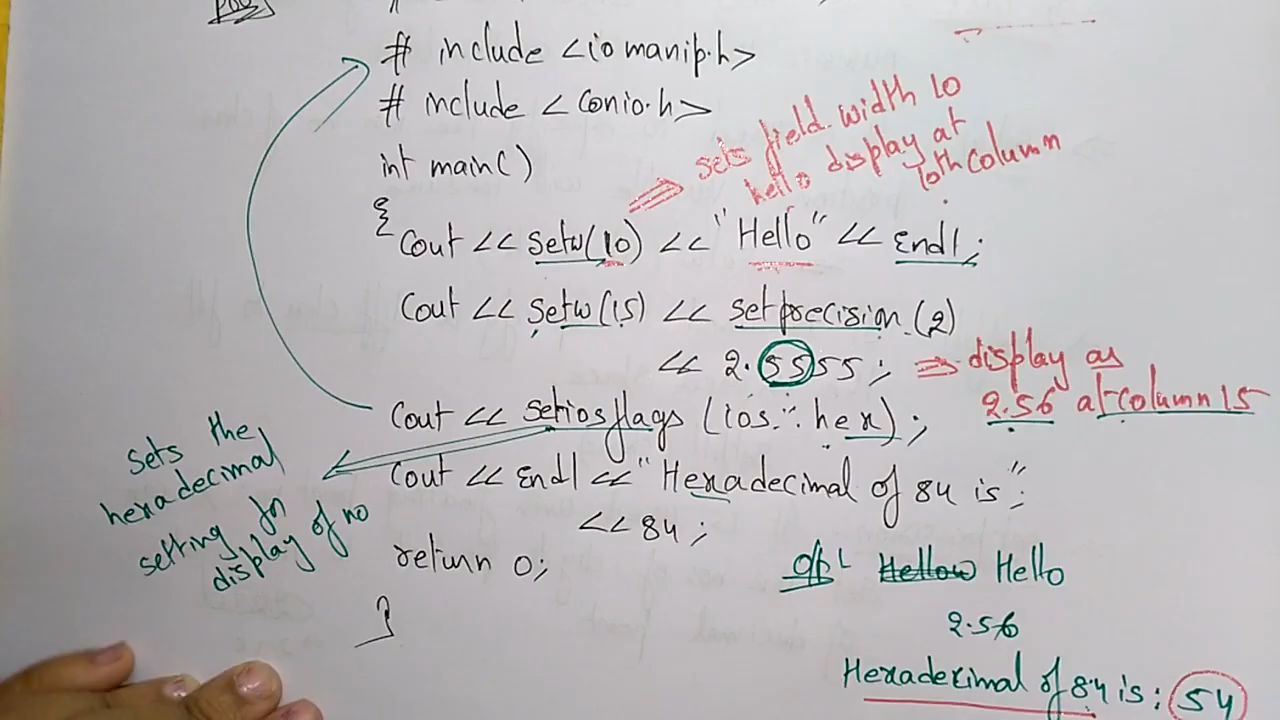 # include <iomanip.h>
# include <conio.h>
int main()
{
sets field width 10
hello display at
10th column
Cout << setw(10) << "Hello" << endl;
Cout << setw(15) << setprecision(2)
<< 2.5555; ⇒ display as
2.56 at column 15
Cout << setiosflags (ios:: hex);
sets the
hexadecimal
setting for
display of no
Cout << endl << "Hexadecimal of 84 is";
<< 84;
return 0;
}
o/p:- Hellow Hello
2.56
Hexadecimal of 84 is: 54